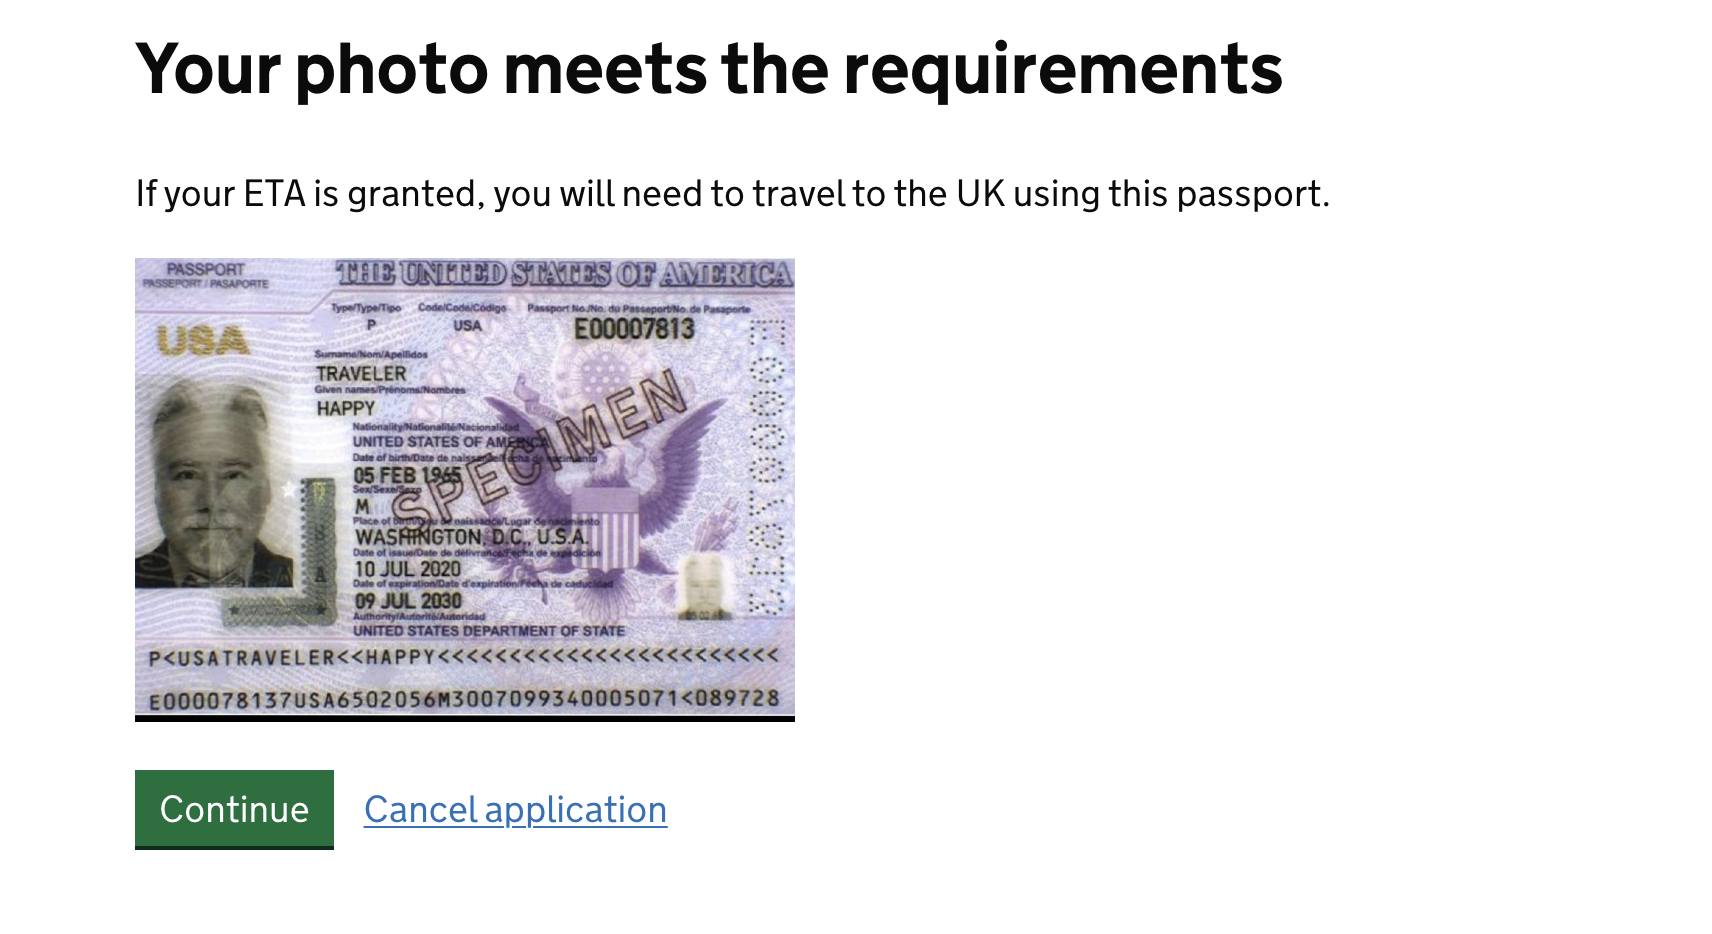 Your photo meets the requirements
If your ETA is granted, you will need to travel to the UK using this passport.
PASSPORT
PASSEPORT / PASAPORTE
THE UNITED STATES OF AMERICA
Type/Type/Tipo Code/Code/Código Passport No./No. du Passeport/No. de Pasaporte
P USA E00007813
USA
Surname/Nom/Apellidos
TRAVELER
Given names/Prénoms/Nombres
HAPPY
Nationality/Nationalité/Nacionalidad
UNITED STATES OF AMERICA
Date of birth/Date de naissance/Fecha de nacimiento
05 FEB 1965
Sex/Sexe/Sexo
M
SPECIMEN
Place of birth/Lieu de naissance/Lugar de nacimiento
WASHINGTON, D.C., U.S.A.
Date of issue/Date de délivrance/Fecha de expedición
10 JUL 2020
Date of expiration/Date d'expiration/Fecha de caducidad
09 JUL 2030
Authority/Autorité/Autoridad
UNITED STATES DEPARTMENT OF STATE
P<USATRAVELER<<HAPPY<<<<<<<<<<<<<<<<<<<<<<<<
E000078137USA6502056M3007099340005071<089728
Continue Cancel application